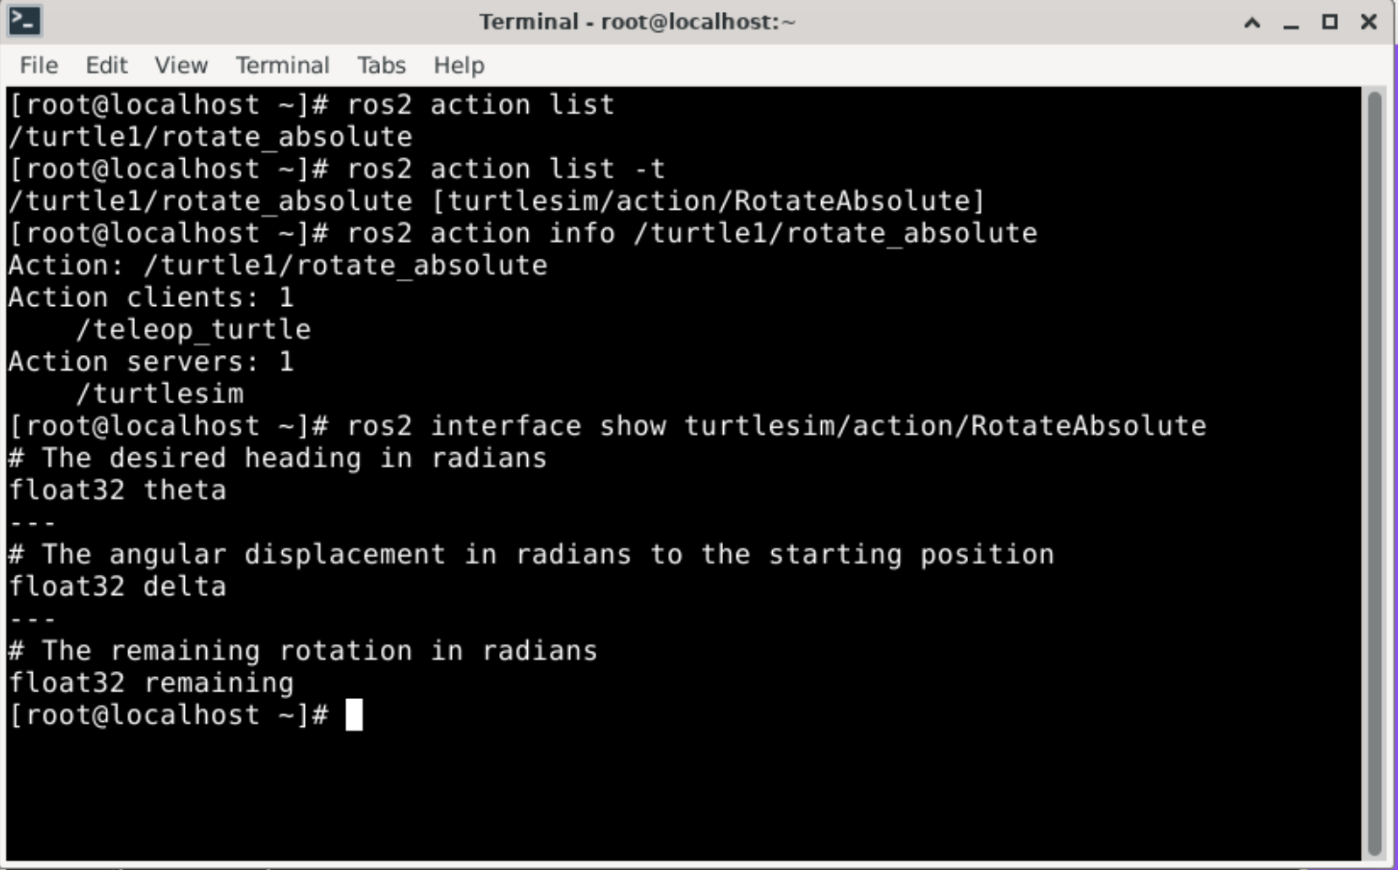 Terminal - root@localhost:~
File Edit View Terminal Tabs Help
[root@localhost ~]# ros2 action list
/turtle1/rotate_absolute
[root@localhost ~]# ros2 action list -t
/turtle1/rotate_absolute [turtlesim/action/RotateAbsolute]
[root@localhost ~]# ros2 action info /turtle1/rotate_absolute
Action: /turtle1/rotate_absolute
Action clients: 1
    /teleop_turtle
Action servers: 1
    /turtlesim
[root@localhost ~]# ros2 interface show turtlesim/action/RotateAbsolute
# The desired heading in radians
float32 theta
---
# The angular displacement in radians to the starting position
float32 delta
---
# The remaining rotation in radians
float32 remaining
[root@localhost ~]#